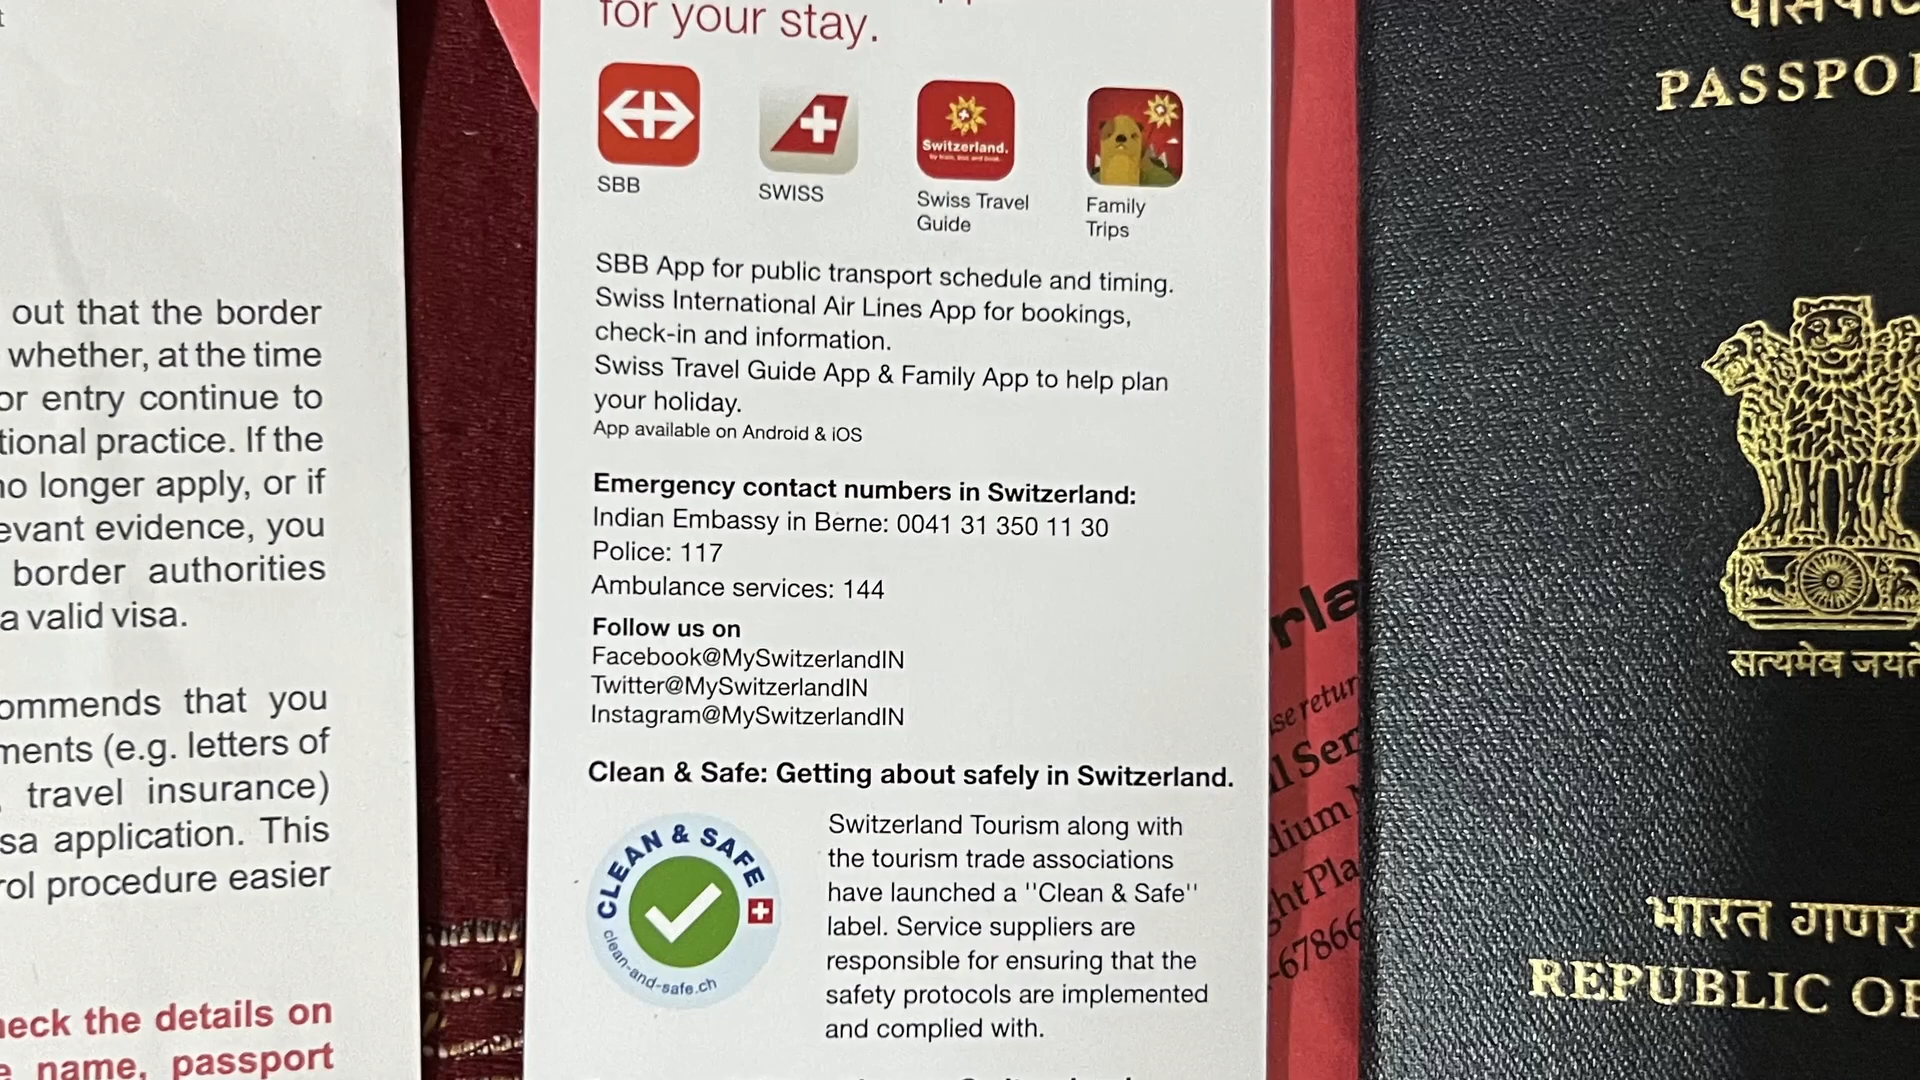 out that the border
whether, at the time
or entry continue to
practice. If the
no longer apply, or if
evidence, you
border authorities
a valid visa.
that you
(e.g. letters of
travel insurance)
application. This
procedure easier
the details on
name, passport
for your stay.
Switzerland.
by train, bus and boat.
SBB
SWISS
Swiss Travel
Guide
Family
Trips
SBB App for public transport schedule and timing.
Swiss International Air Lines App for bookings,
check-in and information.
Swiss Travel Guide App & Family App to help plan
your holiday.
App available on Android & iOS
Emergency contact numbers in Switzerland:
Indian Embassy in Berne: 0041 31 350 11 30
Police: 117
Ambulance services: 144
Follow us on
Facebook@MySwitzerlandIN
Twitter@MySwitzerlandIN
Instagram@MySwitzerlandIN
Clean & Safe: Getting about safely in Switzerland.
CLEAN & SAFE
clean-and-safe.ch
Switzerland Tourism along with
the tourism trade associations
have launched a ''Clean & Safe''
label. Service suppliers are
responsible for ensuring that the
safety protocols are implemented
and complied with.
PASSPO
सत्यमेव जयते
भारत गणर
REPUBLIC OF